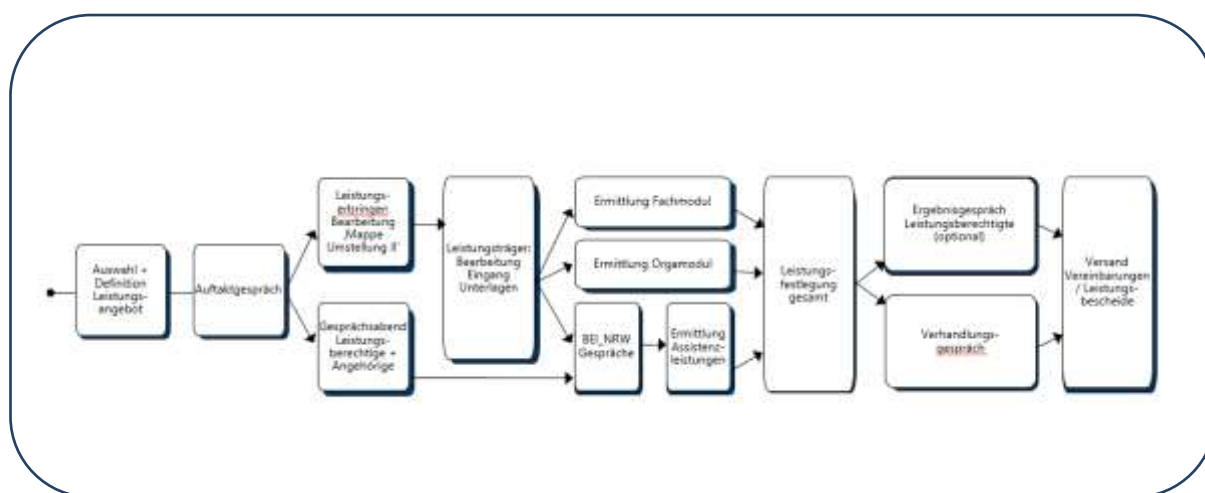 Auswahl +
Definition
Leistungs-
angebot
Auftaktgespräch
Leistungs-
erbringen:
Bearbeitung
„Mappe
Umstellung II“
Gesprächsabend
Leistungs-
berechtige +
Angehörige
Leistungsträger:
Bearbeitung
Eingang
Unterlagen
Ermittlung Fachmodul
Ermittlung Orgamodul
BEI_NRW
Gespräche
Ermittlung
Assistenz-
leistungen
Leistungs-
festlegung
gesamt
Ergebnisgespräch
Leistungsberechtigte
(optional)
Verhandlungs-
gespräch
Versand
Vereinbarungen
/ Leistungs-
bescheide